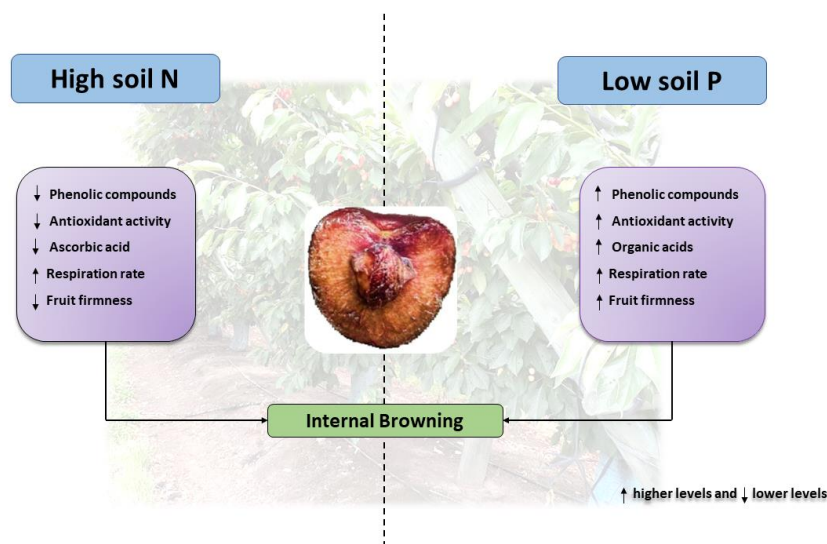 High soil N
Low soil P
↓ Phenolic compounds
↓ Antioxidant activity
↓ Ascorbic acid
↑ Respiration rate
↓ Fruit firmness
↑ Phenolic compounds
↑ Antioxidant activity
↑ Organic acids
↑ Respiration rate
↑ Fruit firmness
Internal Browning
↑ higher levels and ↓ lower levels